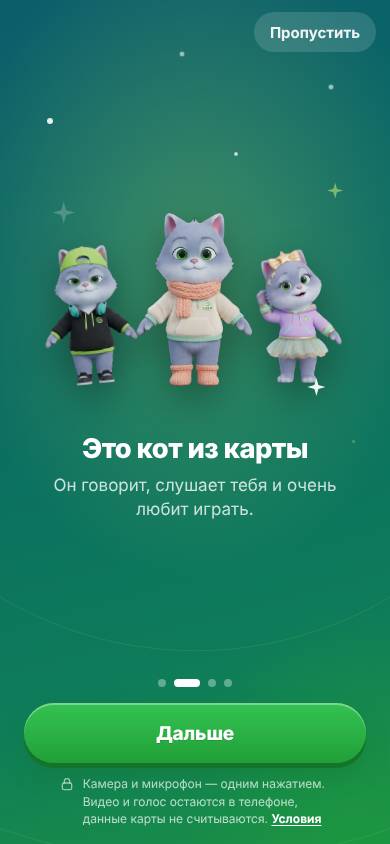 Пропустить
Это кот из карты
Он говорит, слушает тебя и очень
любит играть.
Дальше
Камера и микрофон — одним нажатием.
Видео и голос остаются в телефоне,
данные карты не считываются. Условия